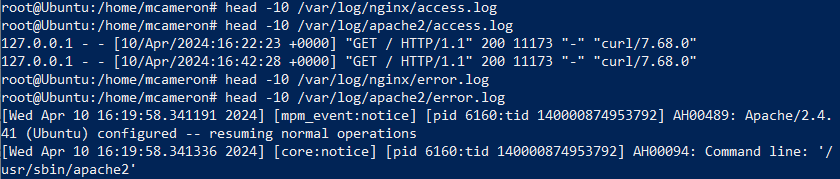 root@Ubuntu:/home/mcameron# head -10 /var/log/nginx/access.log
root@Ubuntu:/home/mcameron# head -10 /var/log/apache2/access.log
127.0.0.1 - - [10/Apr/2024:16:22:23 +0000] "GET / HTTP/1.1" 200 11173 "-" "curl/7.68.0"
127.0.0.1 - - [10/Apr/2024:16:42:28 +0000] "GET / HTTP/1.1" 200 11173 "-" "curl/7.68.0"
root@Ubuntu:/home/mcameron# head -10 /var/log/nginx/error.log
root@Ubuntu:/home/mcameron# head -10 /var/log/apache2/error.log
[Wed Apr 10 16:19:58.341191 2024] [mpm_event:notice] [pid 6160:tid 140000874953792] AH00489: Apache/2.4.
41 (Ubuntu) configured -- resuming normal operations
[Wed Apr 10 16:19:58.341336 2024] [core:notice] [pid 6160:tid 140000874953792] AH00094: Command line: '/
usr/sbin/apache2'